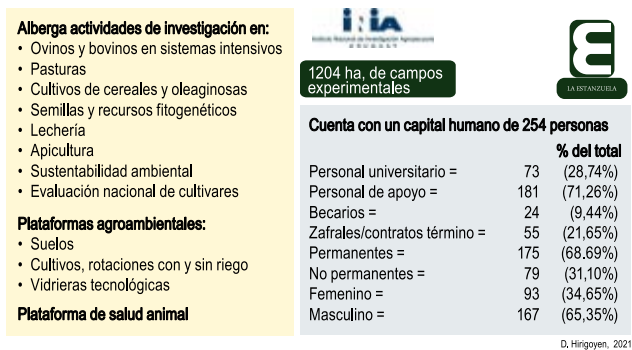 Alberga actividades de investigación en:
• Ovinos y bovinos en sistemas intensivos
• Pasturas
• Cultivos de cereales y oleaginosas
• Semillas y recursos fitogenéticos
• Lechería
• Apicultura
• Sustentabilidad ambiental
• Evaluación nacional de cultivares
Plataformas agroambientales:
• Suelos
• Cultivos, rotaciones con y sin riego
• Vidrieras tecnológicas
Plataforma de salud animal
inia
Instituto Nacional de Investigación Agropecuaria
URUGUAY
1204 ha, de campos
experimentales
LA ESTANZUELA
Cuenta con un capital humano de 254 personas
% del total
Personal universitario = 73 (28,74%)
Personal de apoyo = 181 (71,26%)
Becarios = 24 (9,44%)
Zafrales/contratos término = 55 (21,65%)
Permanentes = 175 (68.69%)
No permanentes = 79 (31,10%)
Femenino = 93 (34,65%)
Masculino = 167 (65,35%)
D. Hirigoyen, 2021